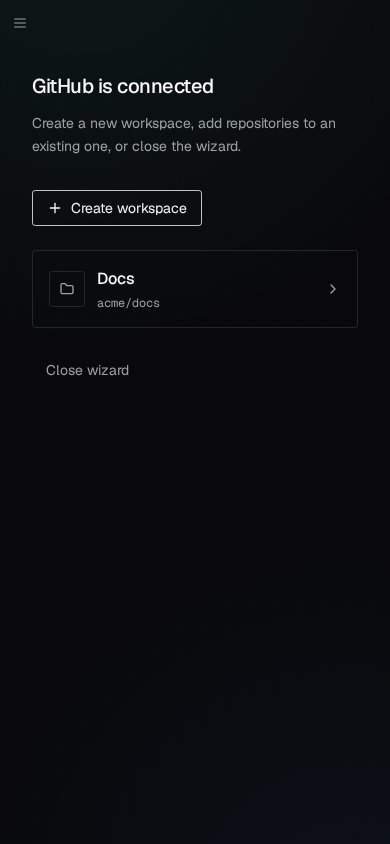 GitHub is connected
Create a new workspace, add repositories to an
existing one, or close the wizard.
Create workspace
Docs
acme/docs
Close wizard